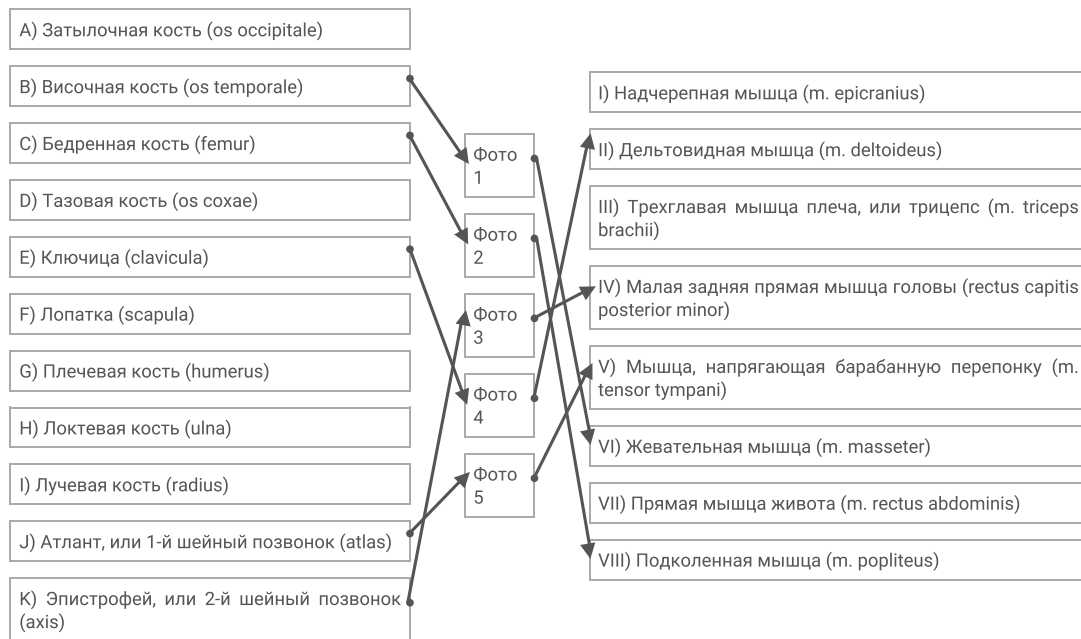 A) Затылочная кость (os occipitale)
B) Височная кость (os temporale)
C) Бедренная кость (femur)
D) Тазовая кость (os coxae)
E) Ключица (clavicula)
F) Лопатка (scapula)
G) Плечевая кость (humerus)
H) Локтевая кость (ulna)
I) Лучевая кость (radius)
J) Атлант, или 1-й шейный позвонок (atlas)
K) Эпистрофей, или 2-й шейный позвонок
(axis)
Фото
1
Фото
2
Фото
3
Фото
4
Фото
5
I) Надчерепная мышца (m. epicranius)
II) Дельтовидная мышца (m. deltoideus)
III) Трехглавая мышца плеча, или трицепс (m. triceps
brachii)
IV) Малая задняя прямая мышца головы (rectus capitis
posterior minor)
V) Мышца, напрягающая барабанную перепонку (m.
tensor tympani)
VI) Жевательная мышца (m. masseter)
VII) Прямая мышца живота (m. rectus abdominis)
VIII) Подколенная мышца (m. popliteus)